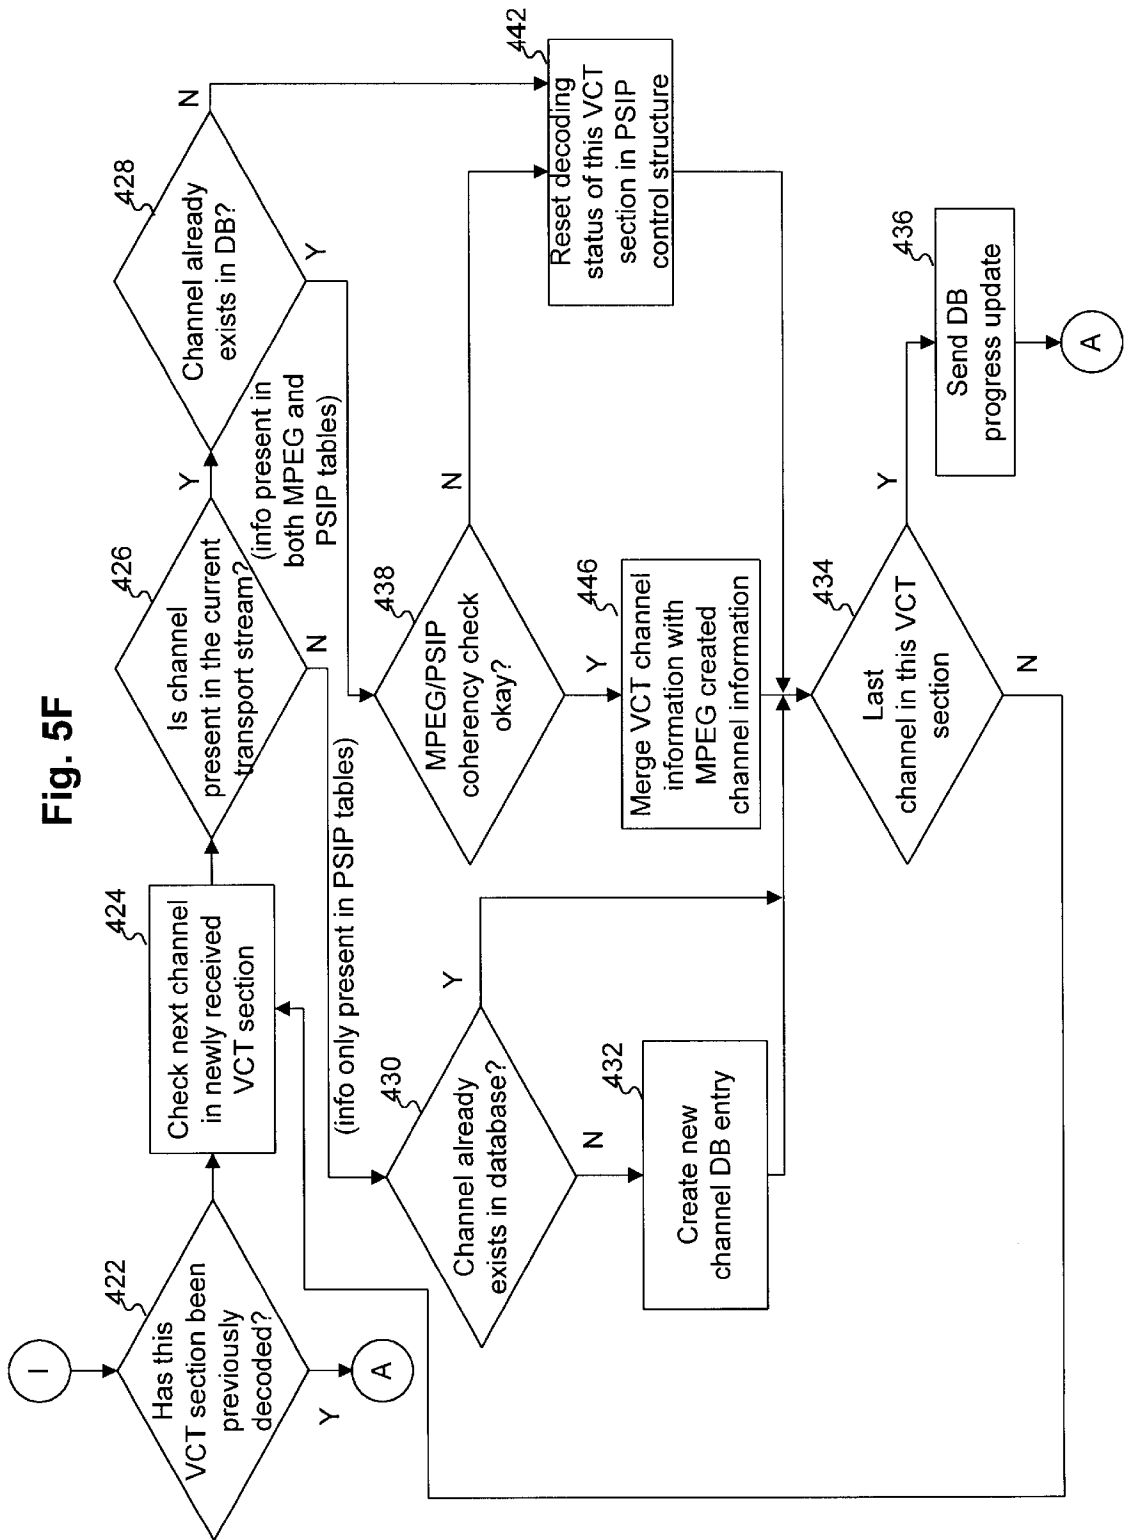 Fig. 5F
I
422
Has this
VCT section been
previously
decoded?
Y
A
424
Check next channel
in newly received
VCT section
426
Is channel
present in the current
transport stream?
Y
N
428
Channel already
exists in DB?
N
Y
(info present in
both MPEG and
PSIP tables)
(info only present in PSIP tables)
430
Channel already
exists in database?
Y
N
432
Create new
channel DB entry
438
MPEG/PSIP
coherency check
okay?
N
Y
442
Reset decoding
status of this VCT
section in PSIP
control structure
446
Merge VCT channel
information with
MPEG created
channel information
434
Last
channel in this VCT
section
Y
N
436
Send DB
progress update
A